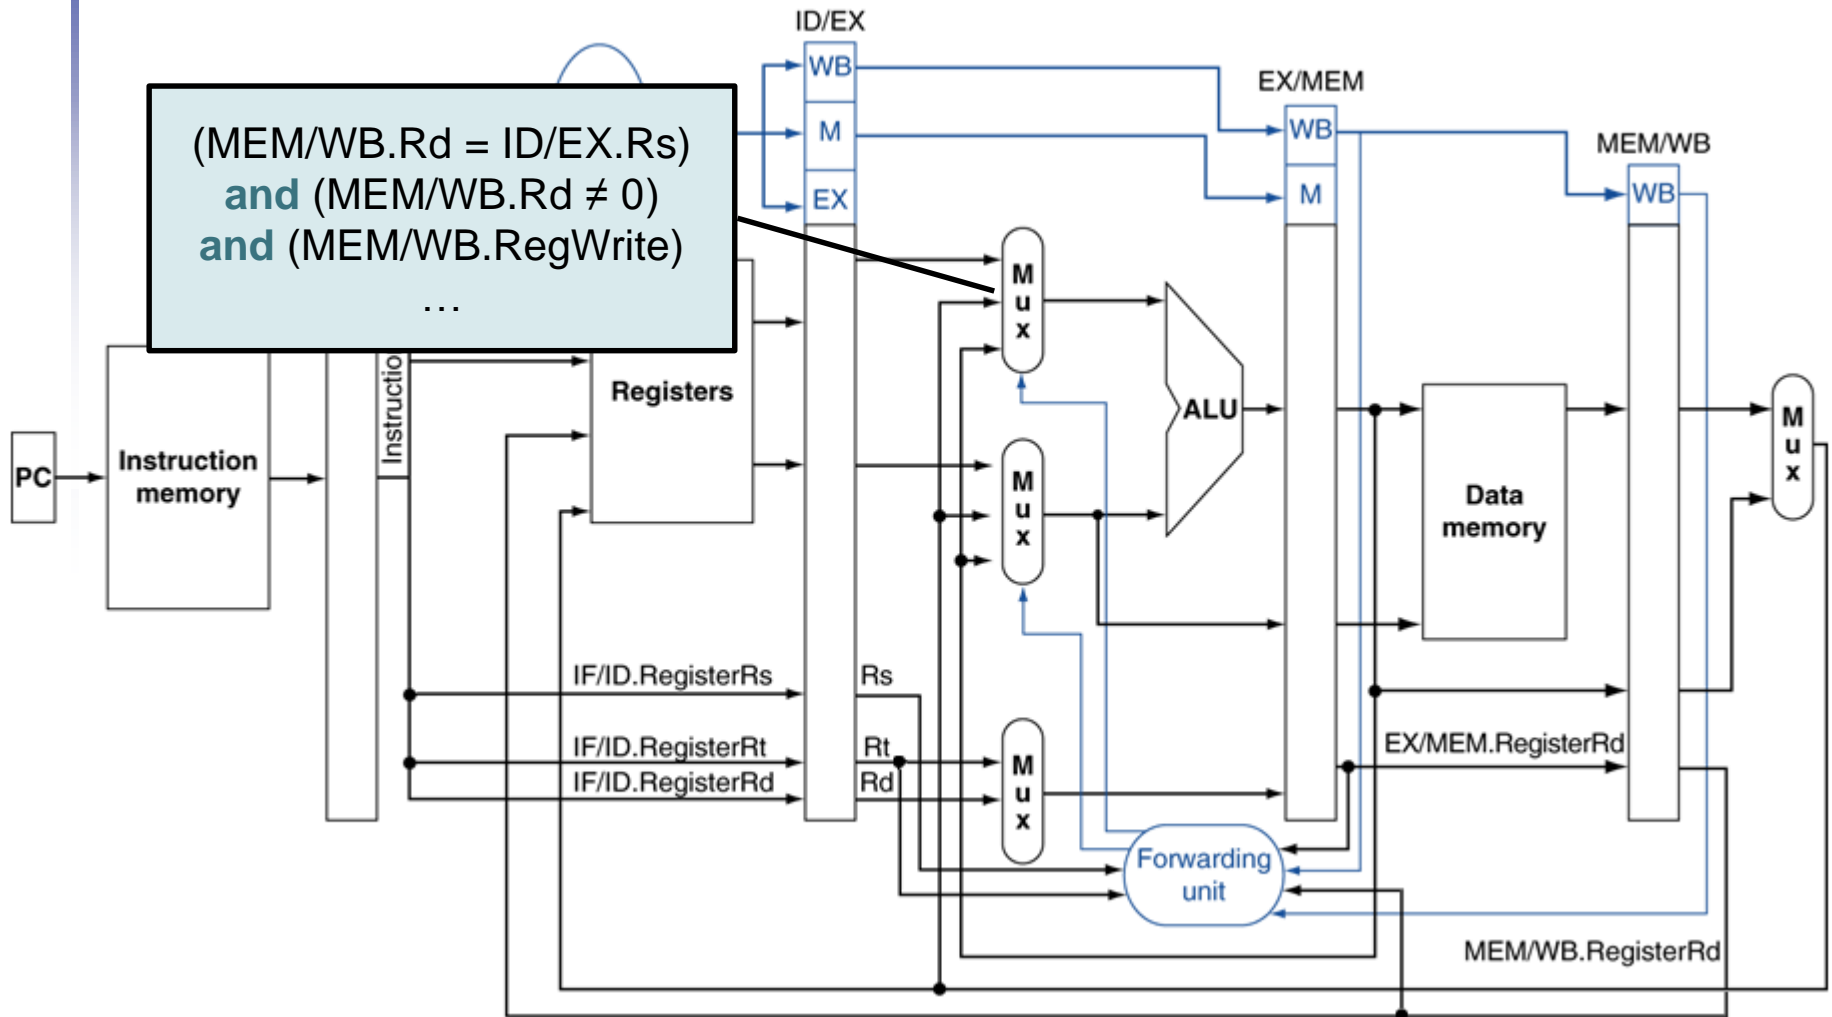 ID/EX
WB
M
EX
EX/MEM
WB
M
MEM/WB
WB
(MEM/WB.Rd = ID/EX.Rs)
and (MEM/WB.Rd ≠ 0)
and (MEM/WB.RegWrite)
…
PC
Instruction
memory
Registers
M
u
x
M
u
x
ALU
Data
memory
M
u
x
IF/ID.RegisterRs
Rs
IF/ID.RegisterRt
Rt
IF/ID.RegisterRd
Rd
M
u
x
EX/MEM.RegisterRd
Forwarding
unit
MEM/WB.RegisterRd